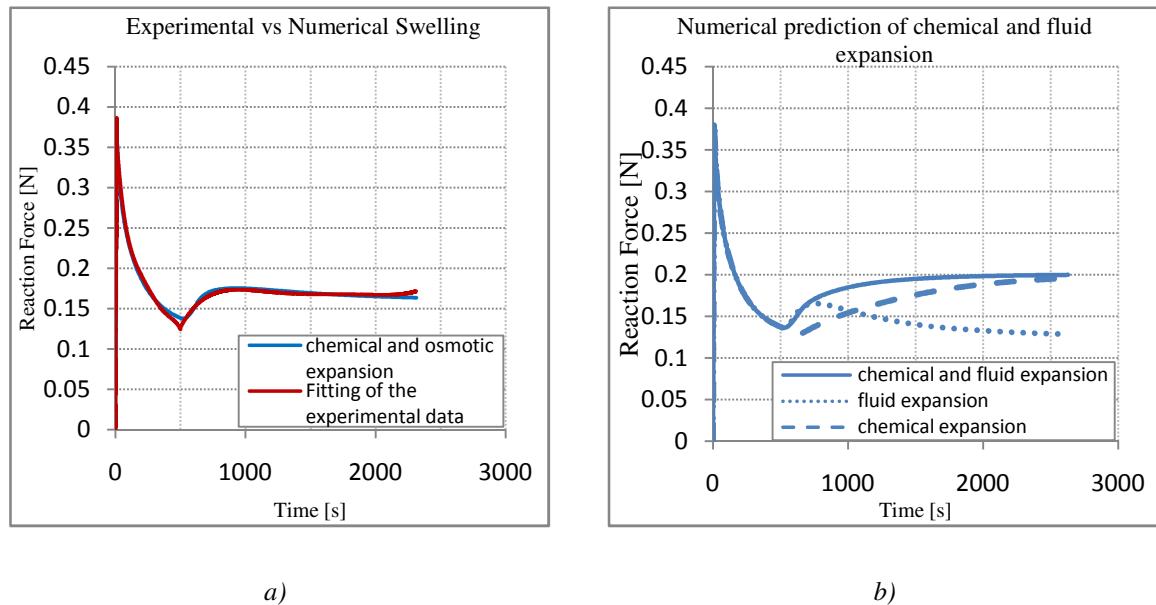 Experimental vs Numerical Swelling
0.45
0.4
0.35
0.3
0.25
0.2
0.15
0.1
0.05
0
Reaction Force [N]
chemical and osmotic
expansion
Fitting of the
experimental data
0 1000 2000 3000
Time [s]
a)
Numerical prediction of chemical and fluid
expansion
0.45
0.4
0.35
0.3
0.25
0.2
0.15
0.1
0.05
0
Reaction Force [N]
chemical and fluid expansion
fluid expansion
chemical expansion
0 1000 2000 3000
Time [s]
b)